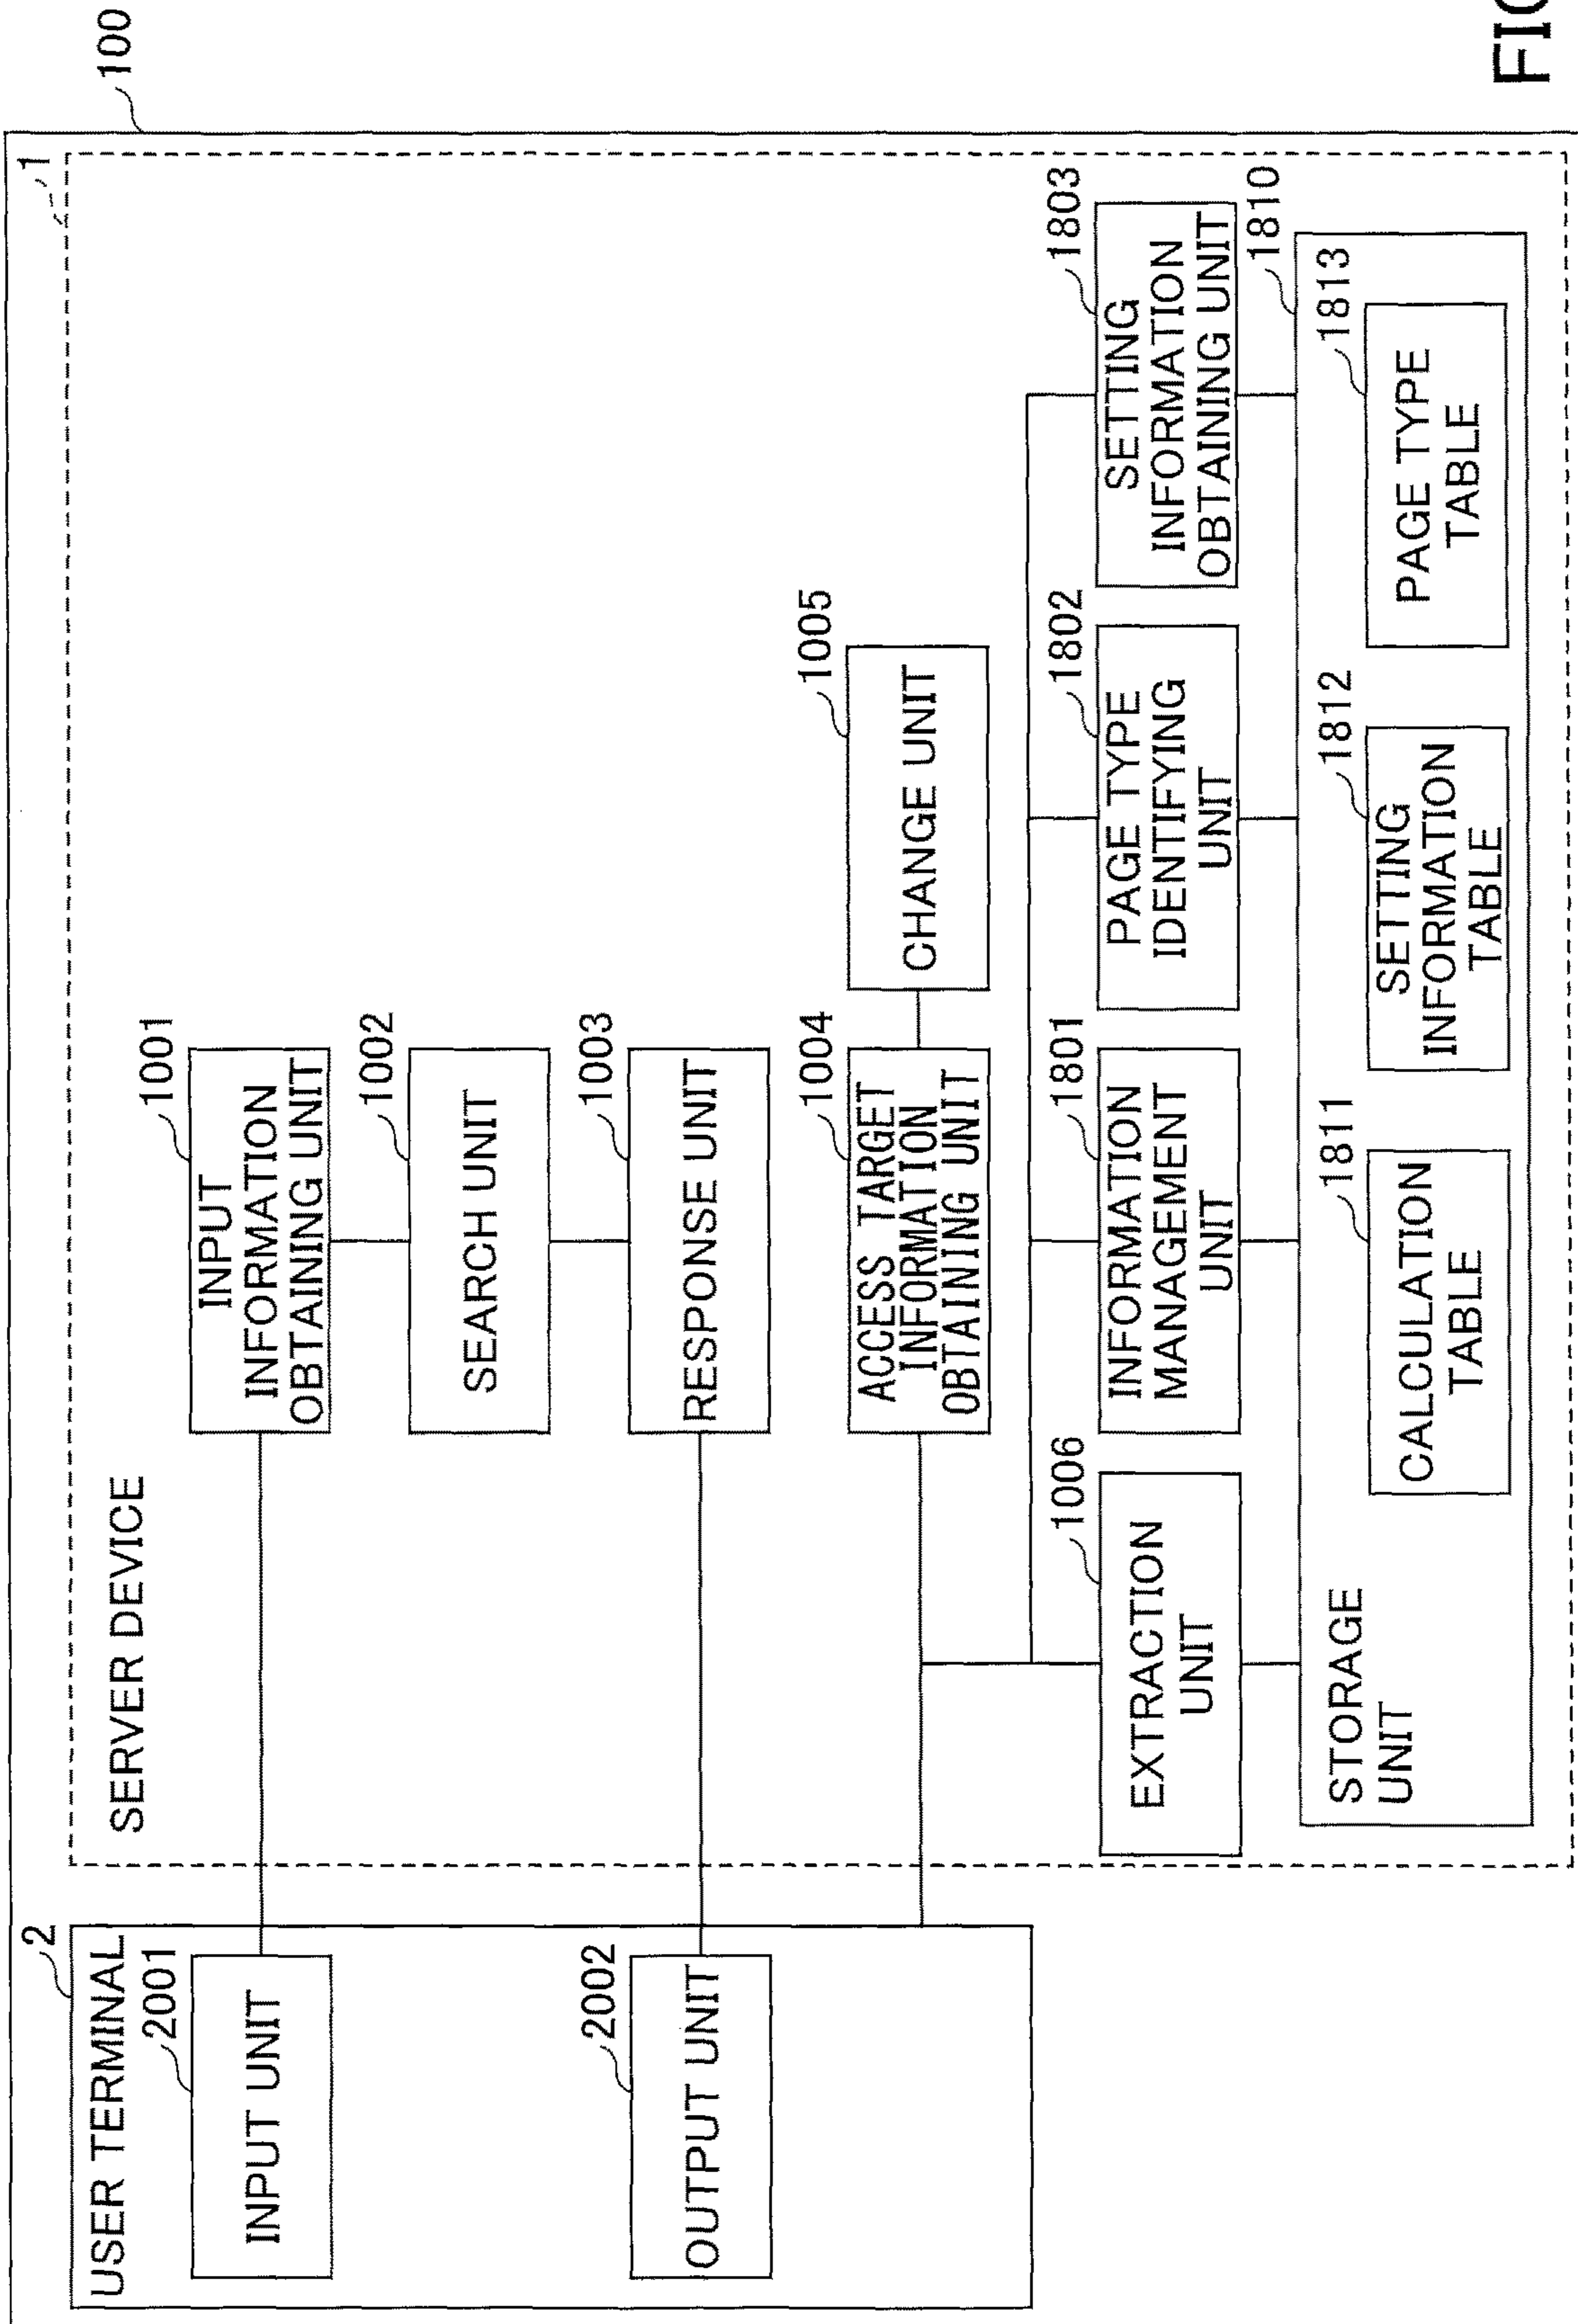 100
1
2
USER TERMINAL
2001
INPUT UNIT
2002
OUTPUT UNIT
SERVER DEVICE
1001
INPUT
INFORMATION
OBTAINING UNIT
1002
SEARCH UNIT
1003
RESPONSE UNIT
1004
ACCESS TARGET
INFORMATION
OBTAINING UNIT
1005
CHANGE UNIT
1006
EXTRACTION
UNIT
1801
INFORMATION
MANAGEMENT
UNIT
1802
PAGE TYPE
IDENTIFYING
UNIT
1803
SETTING
INFORMATION
OBTAINING UNIT
1810
STORAGE
UNIT
1811
CALCULATION
TABLE
1812
SETTING
INFORMATION
TABLE
1813
PAGE TYPE
TABLE